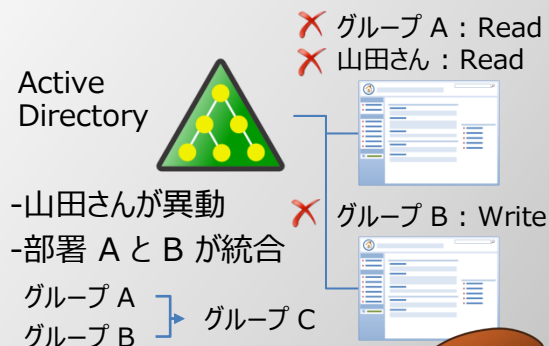 グループ A : Read
山田さん : Read
Active
Directory
-山田さんが異動
-部署 A と B が統合
グループ B : Write
グループ A
グループ B
グループ C